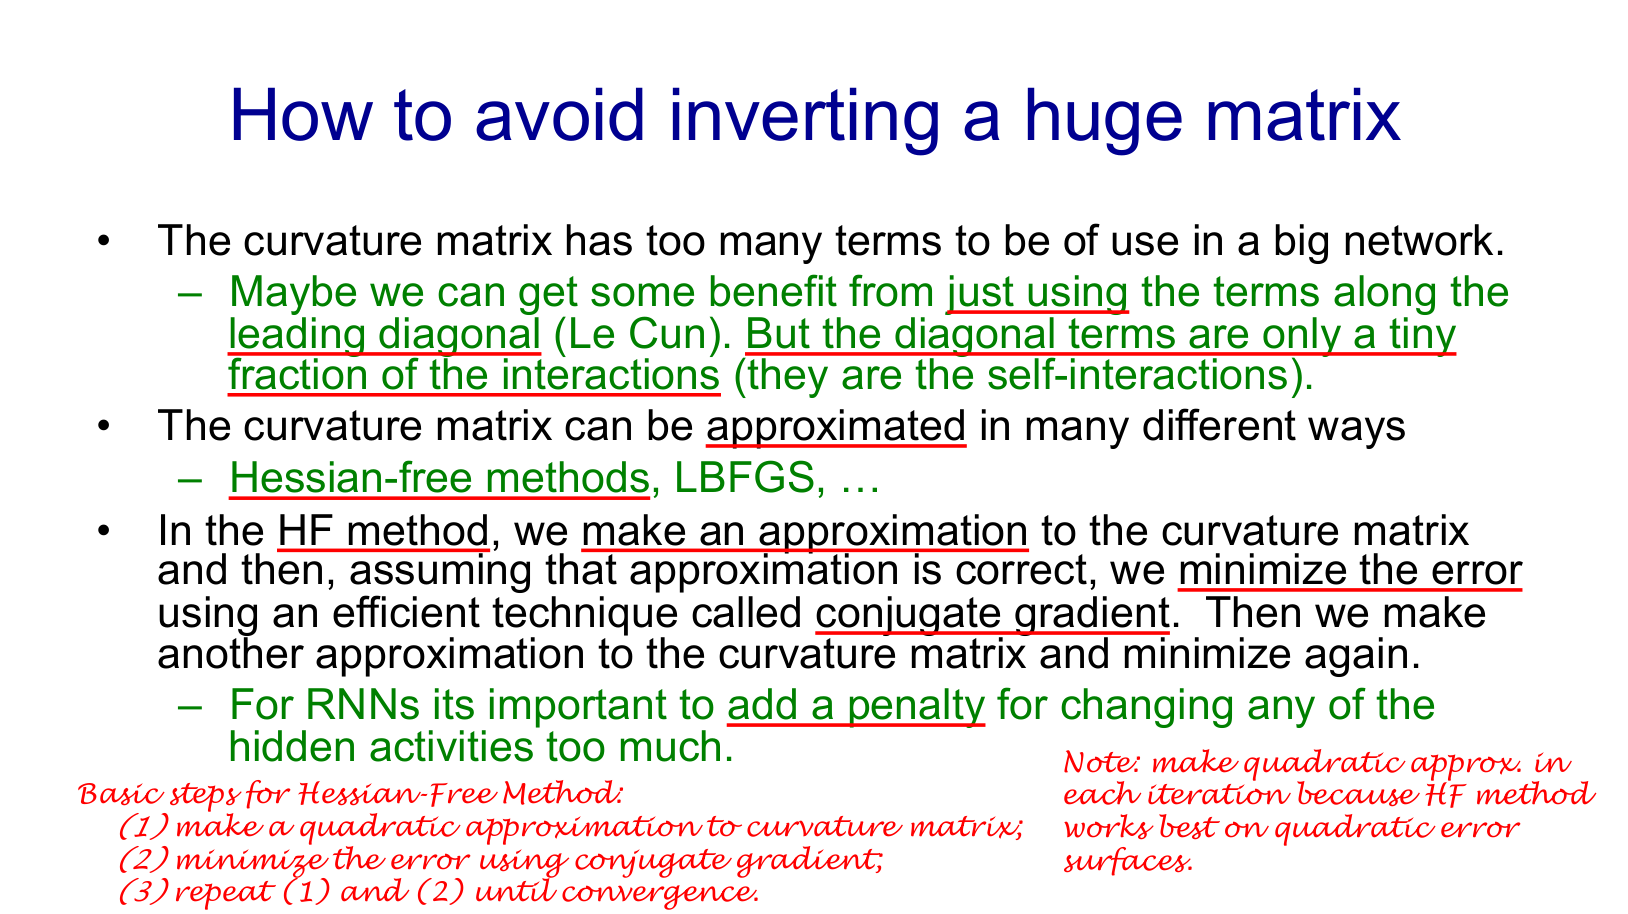 How to avoid inverting a huge matrix
• The curvature matrix has too many terms to be of use in a big network.
– Maybe we can get some benefit from just using the terms along the
leading diagonal (Le Cun). But the diagonal terms are only a tiny
fraction of the interactions (they are the self-interactions).
• The curvature matrix can be approximated in many different ways
– Hessian-free methods, LBFGS, …
• In the HF method, we make an approximation to the curvature matrix
and then, assuming that approximation is correct, we minimize the error
using an efficient technique called conjugate gradient. Then we make
another approximation to the curvature matrix and minimize again.
– For RNNs its important to add a penalty for changing any of the
hidden activities too much.
Basic steps for Hessian-Free Method:
(1) make a quadratic approximation to curvature matrix;
(2) minimize the error using conjugate gradient;
(3) repeat (1) and (2) until convergence.
Note: make quadratic approx. in
each iteration because HF method
works best on quadratic error
surfaces.